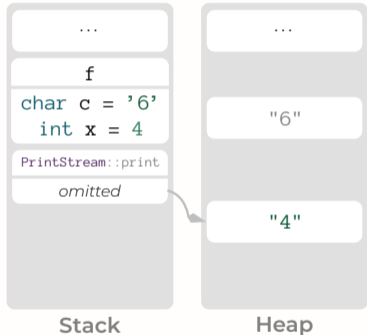 ...
f
char c = '6'
int x = 4
PrintStream::print
omitted
Stack
...
"6"
"4"
Heap